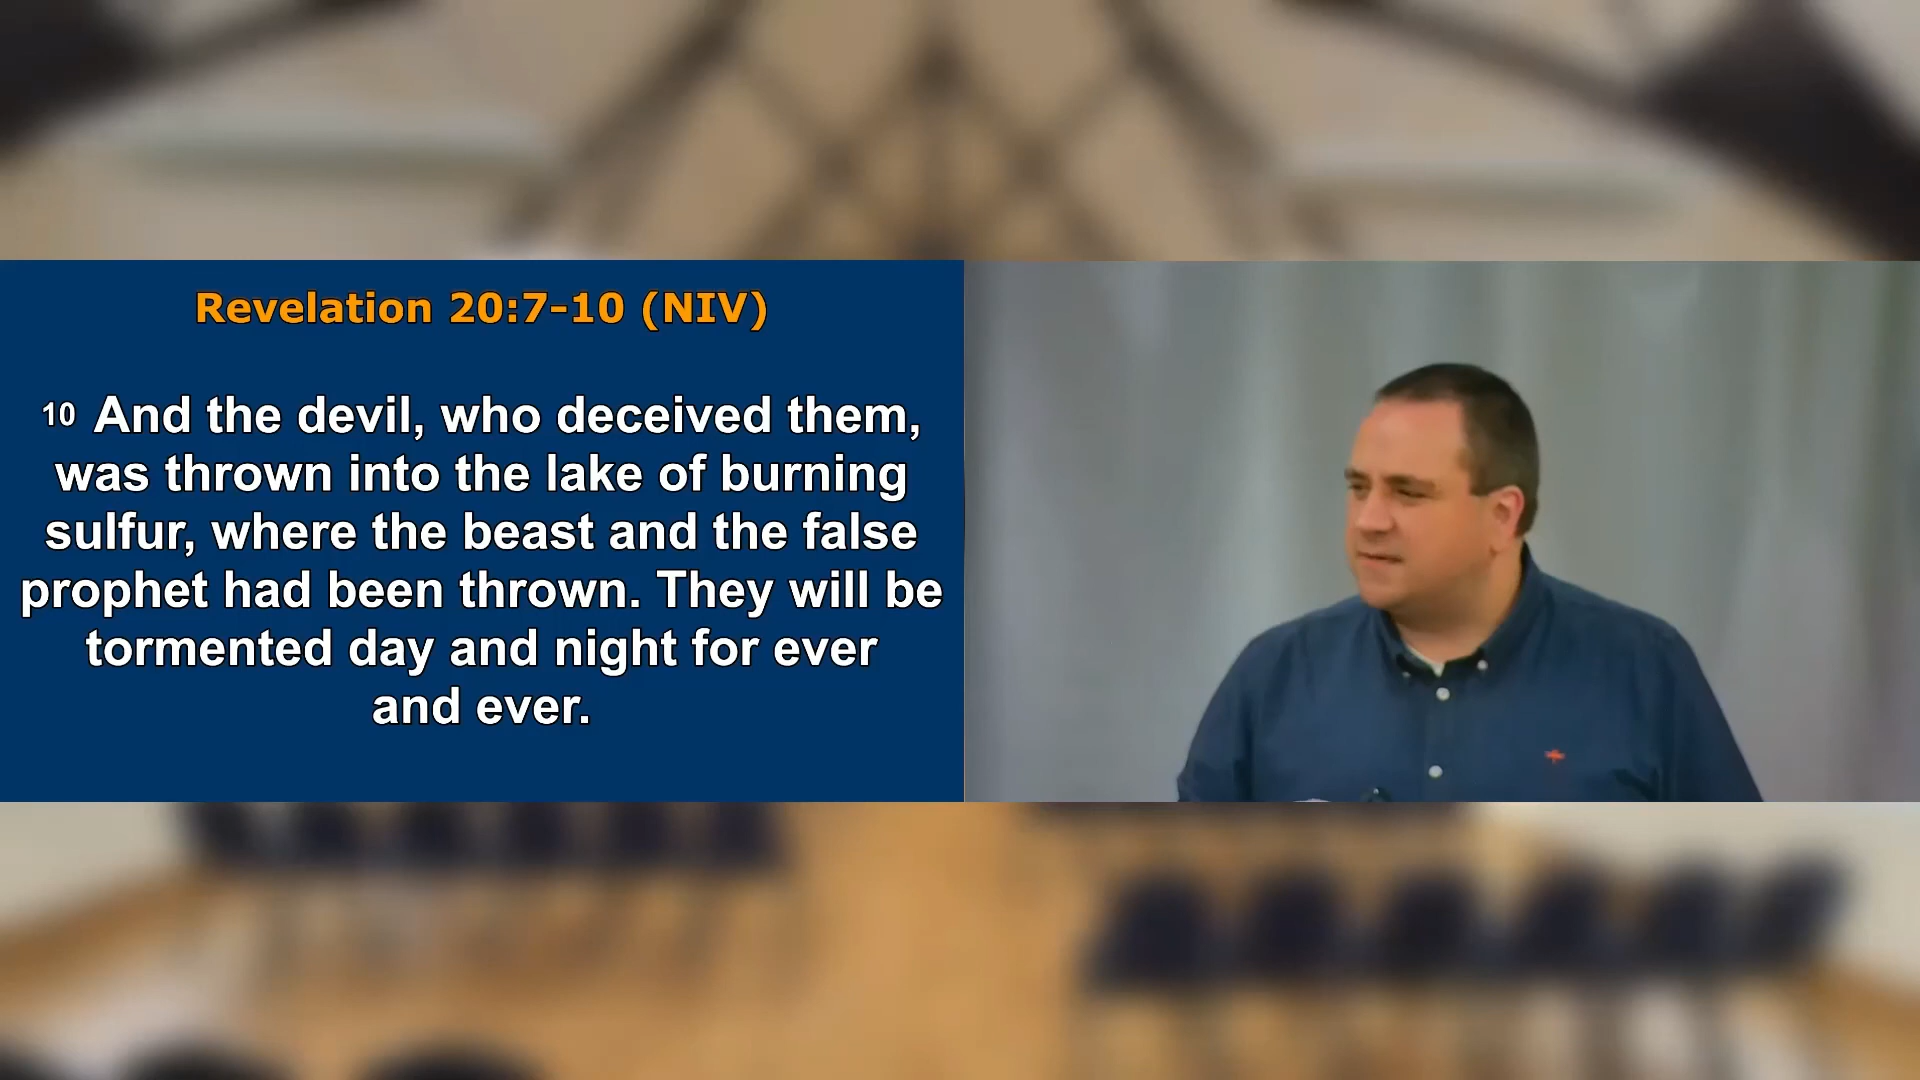 Revelation 20:7-10 (NIV)
10 And the devil, who deceived them,
was thrown into the lake of burning
sulfur, where the beast and the false
prophet had been thrown. They will be
tormented day and night for ever
and ever.